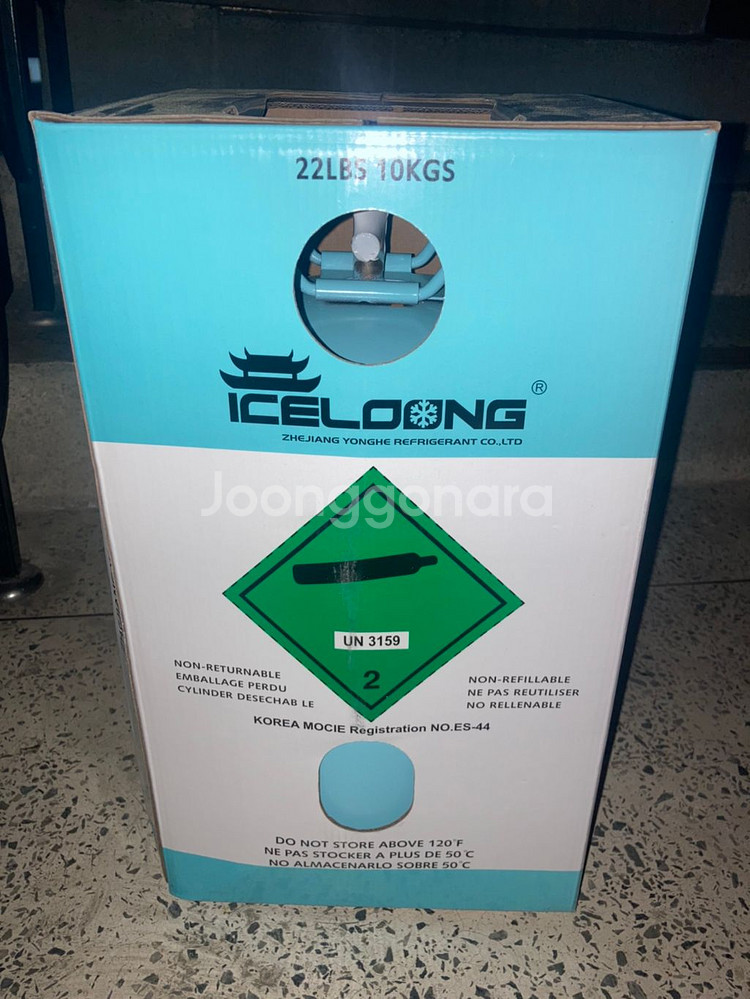 22LBS 10KGS
ICELOONG®
ZHEJIANG YONGHE REFRIGERANT CO.,LTD
Joonggonara
UN 3159
2
NON-RETURNABLE
EMBALLAGE PERDU
CYLINDER DESECHAB LE
NON-REFILLABLE
NE PAS REUTILISER
NO RELLENABLE
KOREA MOCIE Registration NO.ES-44
DO NOT STORE ABOVE 120°F
NE PAS STOCKER A PLUS DE 50°C
NO ALMACENARLO SOBRE 50°C